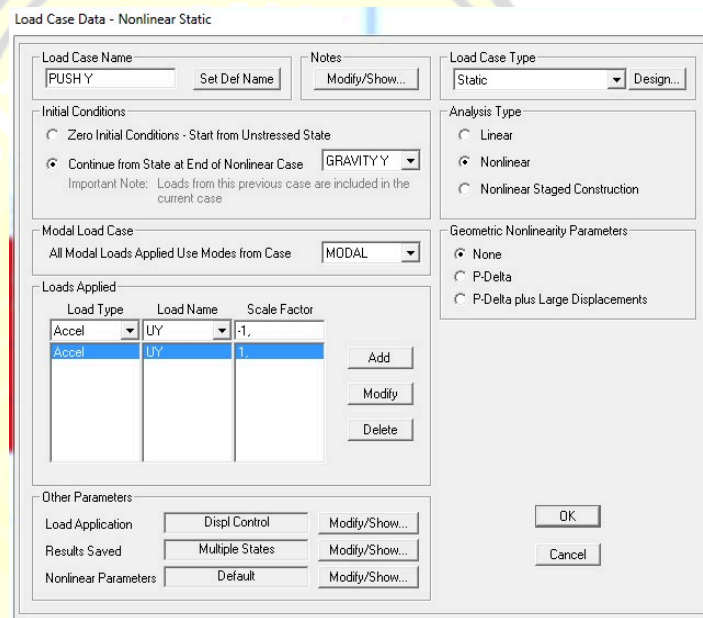 Load Case Data - Nonlinear Static
Load Case Name
PUSH Y
Set Def Name
Notes
Modify/Show...
Load Case Type
Static
Design...
Initial Conditions
Zero Initial Conditions - Start from Unstressed State
Continue from State at End of Nonlinear Case
GRAVITY Y
Important Note: Loads from this previous case are included in the
current case
Analysis Type
Linear
Nonlinear
Nonlinear Staged Construction
Modal Load Case
All Modal Loads Applied Use Modes from Case
MODAL
Geometric Nonlinearity Parameters
None
P-Delta
P-Delta plus Large Displacements
Loads Applied
Load Type Load Name Scale Factor
Accel UY -1,
Accel UY 1,
Add
Modify
Delete
Other Parameters
Load Application Displ Control Modify/Show...
Results Saved Multiple States Modify/Show...
Nonlinear Parameters Default Modify/Show...
OK
Cancel